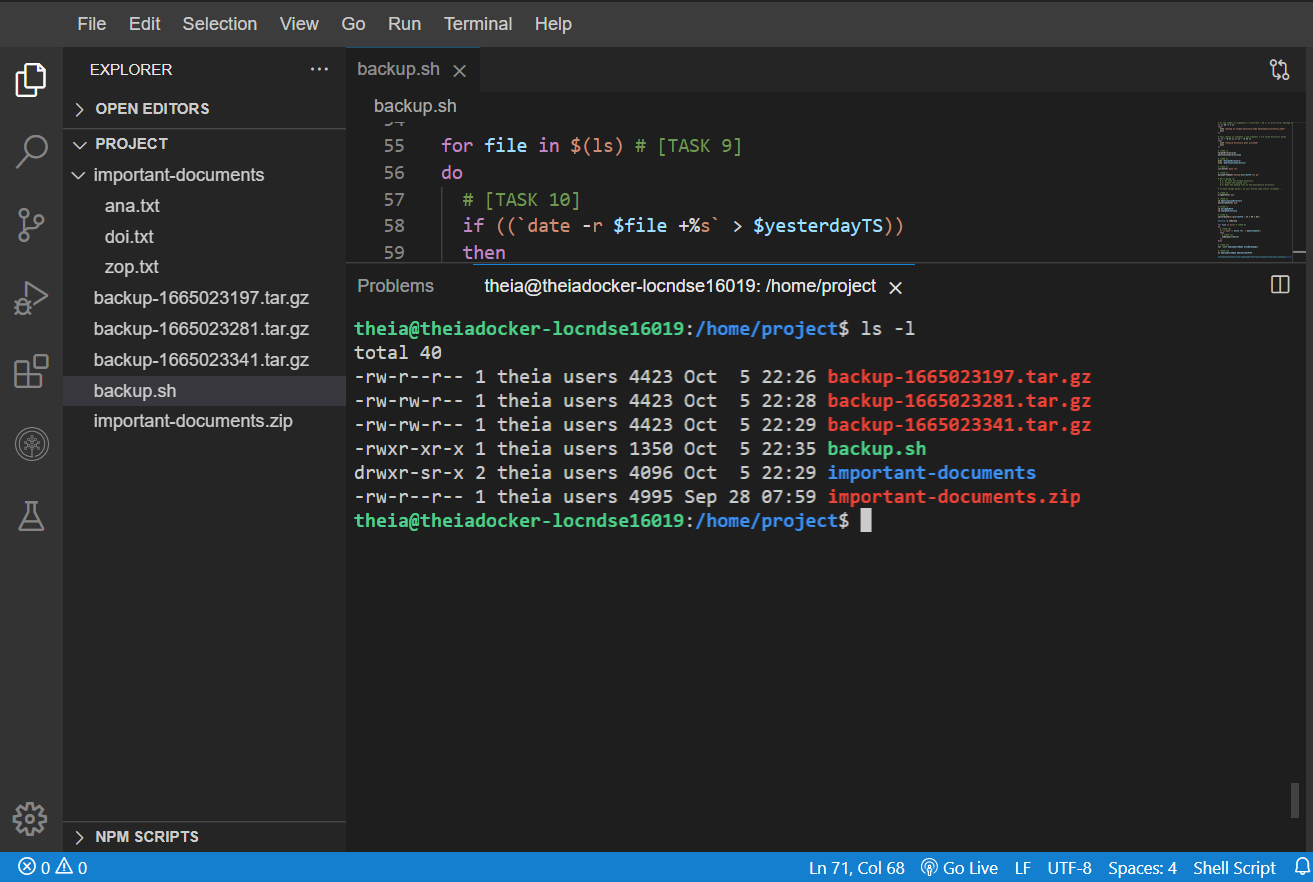 File Edit Selection View Go Run Terminal Help
EXPLORER
OPEN EDITORS
PROJECT
important-documents
ana.txt
doi.txt
zop.txt
backup-1665023197.tar.gz
backup-1665023281.tar.gz
backup-1665023341.tar.gz
backup.sh
important-documents.zip
NPM SCRIPTS
backup.sh
backup.sh
55 for file in $(ls) # [TASK 9]
56 do
57 # [TASK 10]
58 if ((`date -r $file +%s` > $yesterdayTS))
59 then
Problems theia@theiadocker-locndse16019: /home/project
theia@theiadocker-locndse16019:/home/project$ ls -l
total 40
-rw-r--r-- 1 theia users 4423 Oct  5 22:26 backup-1665023197.tar.gz
-rw-rw-r-- 1 theia users 4423 Oct  5 22:28 backup-1665023281.tar.gz
-rw-rw-r-- 1 theia users 4423 Oct  5 22:29 backup-1665023341.tar.gz
-rwxr-xr-x 1 theia users 1350 Oct  5 22:35 backup.sh
drwxr-sr-x 2 theia users 4096 Oct  5 22:29 important-documents
-rw-r--r-- 1 theia users 4995 Sep 28 07:59 important-documents.zip
theia@theiadocker-locndse16019:/home/project$
0 0 Ln 71, Col 68 Go Live LF UTF-8 Spaces: 4 Shell Script